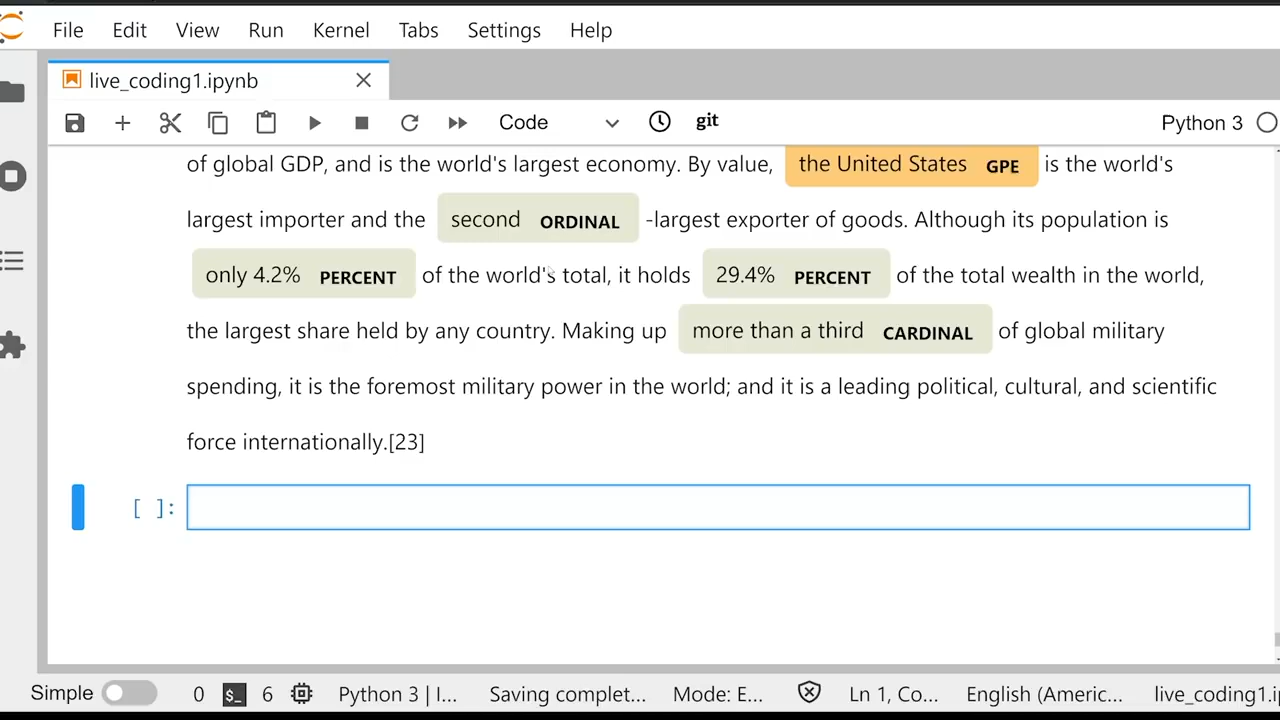 File Edit View Run Kernel Tabs Settings Help
live_coding1.ipynb
Code git Python 3
of global GDP, and is the world's largest economy. By value, the United States GPE is the world's
largest importer and the second ORDINAL -largest exporter of goods. Although its population is
only 4.2% PERCENT of the world's total, it holds 29.4% PERCENT of the total wealth in the world,
the largest share held by any country. Making up more than a third CARDINAL of global military
spending, it is the foremost military power in the world; and it is a leading political, cultural, and scientific
force internationally.[23]
[ ]:
Simple 0 $_ 6 Python 3 | I... Saving complet... Mode: E... Ln 1, Co... English (Americ... live_coding1.ip